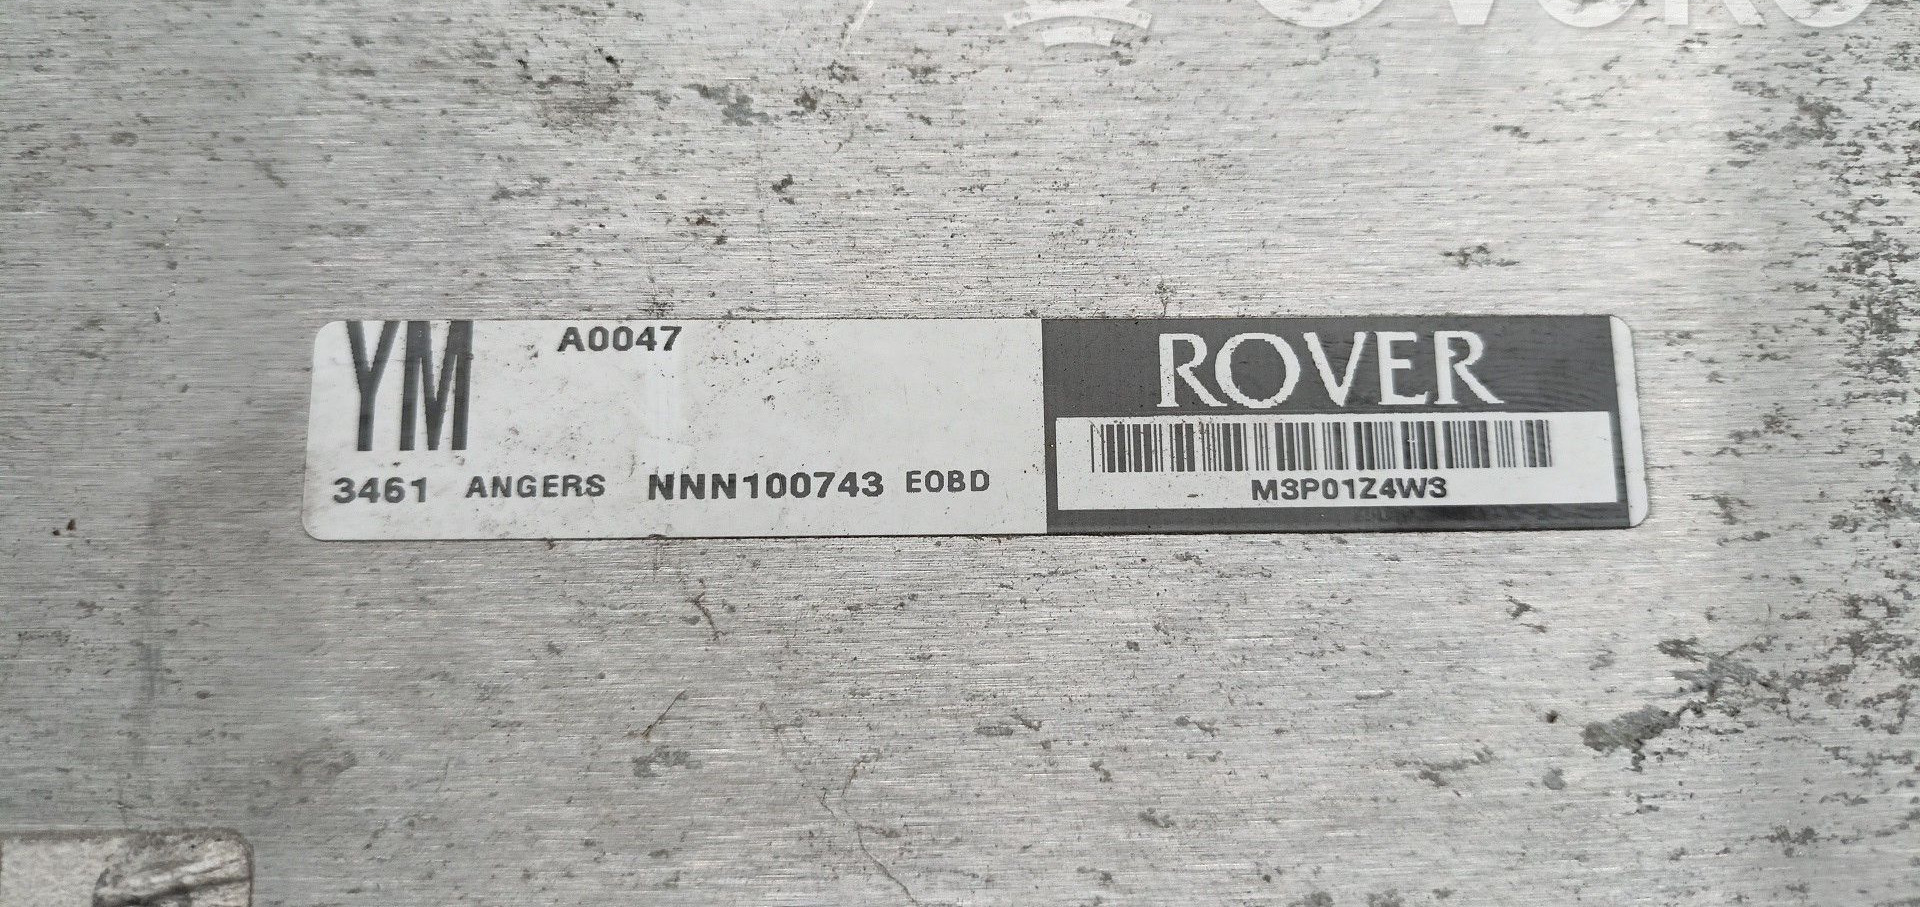 YM A0047
3461 ANGERS NNN100743 EOBD
ROVER
M3P01Z4W3